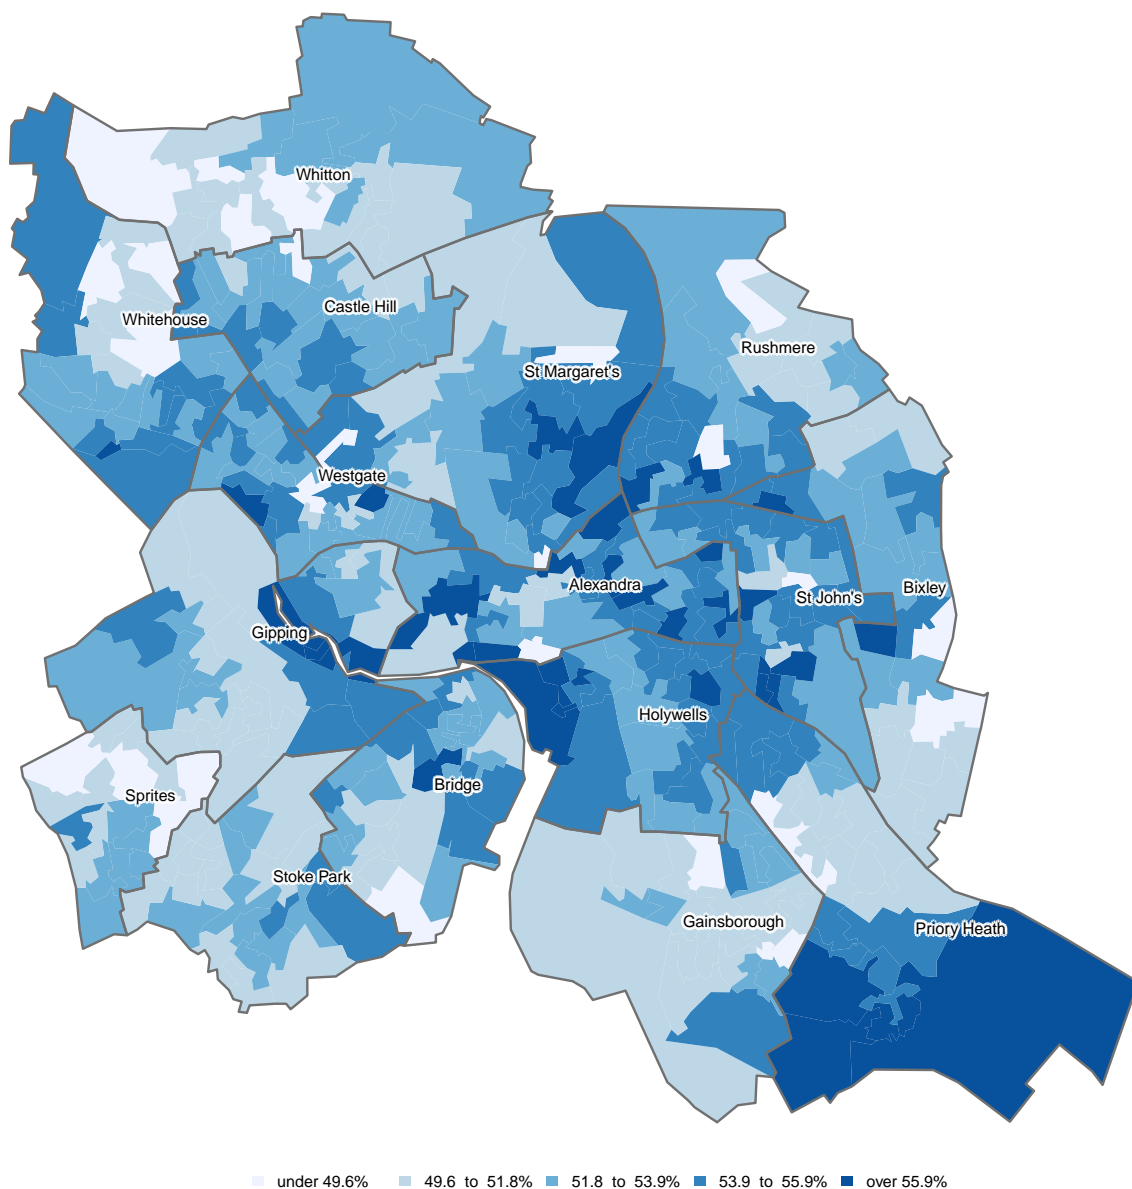 Whitton
Castle Hill
Whitehouse
Rushmere
St Margaret's
Westgate
Alexandra
St John's
Bixley
Gipping
Holywells
Bridge
Sprites
Stoke Park
Gainsborough
Priory Heath
under 49.6% 49.6 to 51.8% 51.8 to 53.9% 53.9 to 55.9% over 55.9%